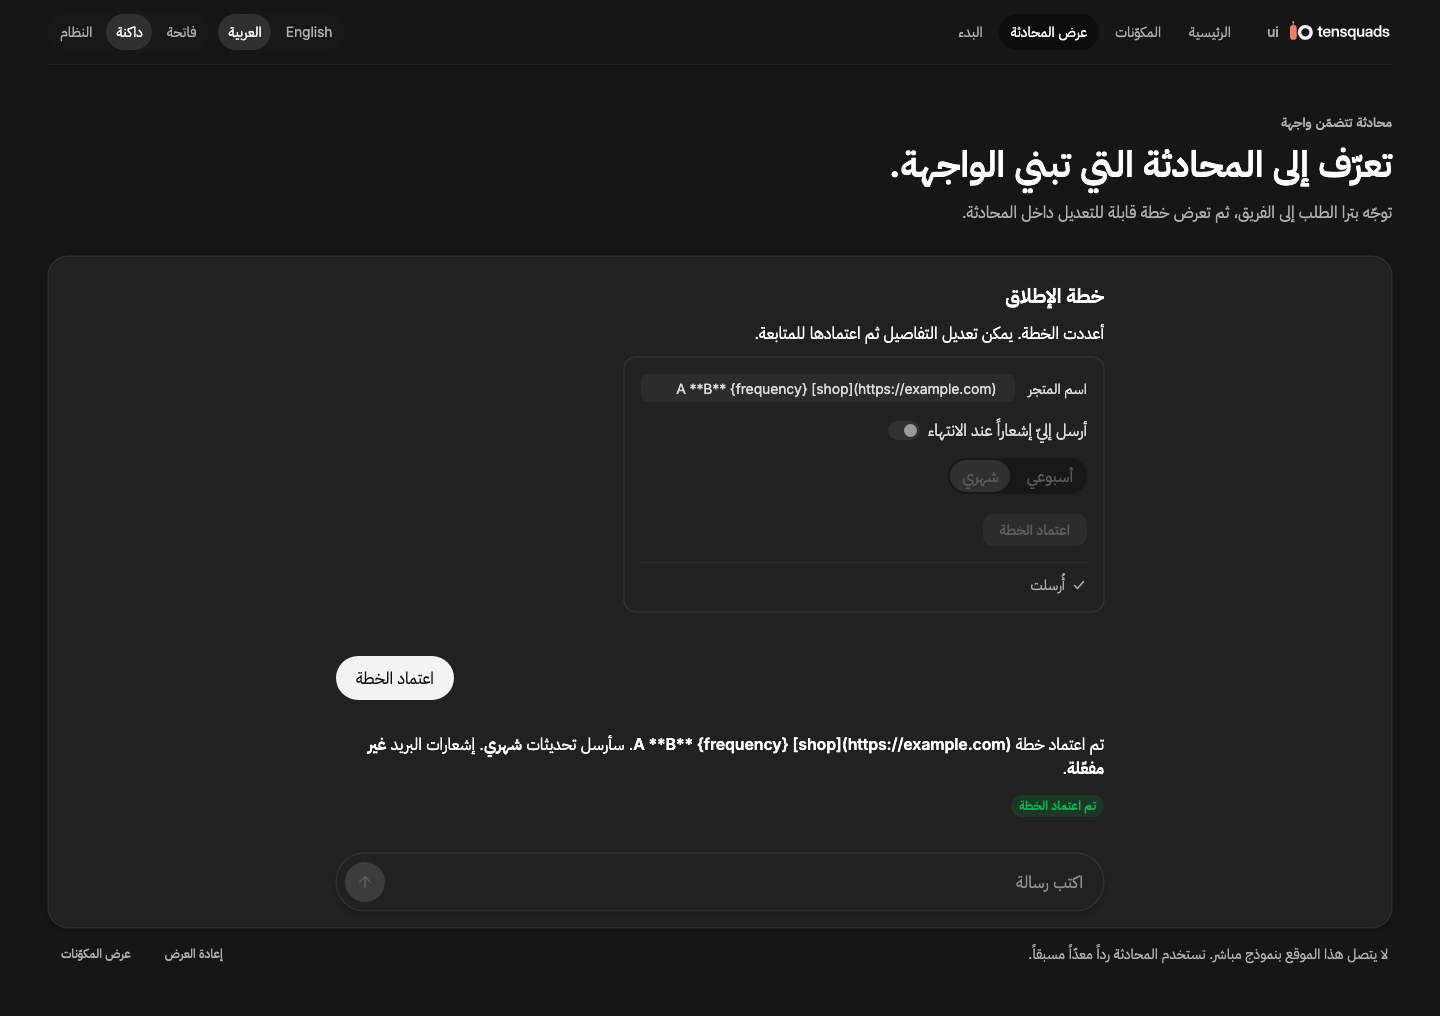 tensquads ui
الرئيسية
المكوّنات
عرض المحادثة
البدء
English
العربية
فاتحة
داكنة
النظام
محادثة تتضمّن واجهة
تعرّف إلى المحادثة التي تبني الواجهة.
توجّه بترا الطلب إلى الفريق، ثم تعرض خطة قابلة للتعديل داخل المحادثة.
خطة الإطلاق
أعددت الخطة. يمكن تعديل التفاصيل ثم اعتمادها للمتابعة.
اسم المتجر
A **B** {frequency} [shop](https://example.com)
أرسل إليّ إشعاراً عند الانتهاء
أسبوعي
شهري
اعتماد الخطة
أُرسلت
اعتماد الخطة
تم اعتماد خطة A **B** {frequency} [shop](https://example.com). سأرسل تحديثات شهري. إشعارات البريد غير
مفعّلة.
تم اعتماد الخطة
اكتب رسالة
لا يتصل هذا الموقع بنموذج مباشر. تستخدم المحادثة رداً معدّاً مسبقاً.
إعادة العرض
عرض المكوّنات